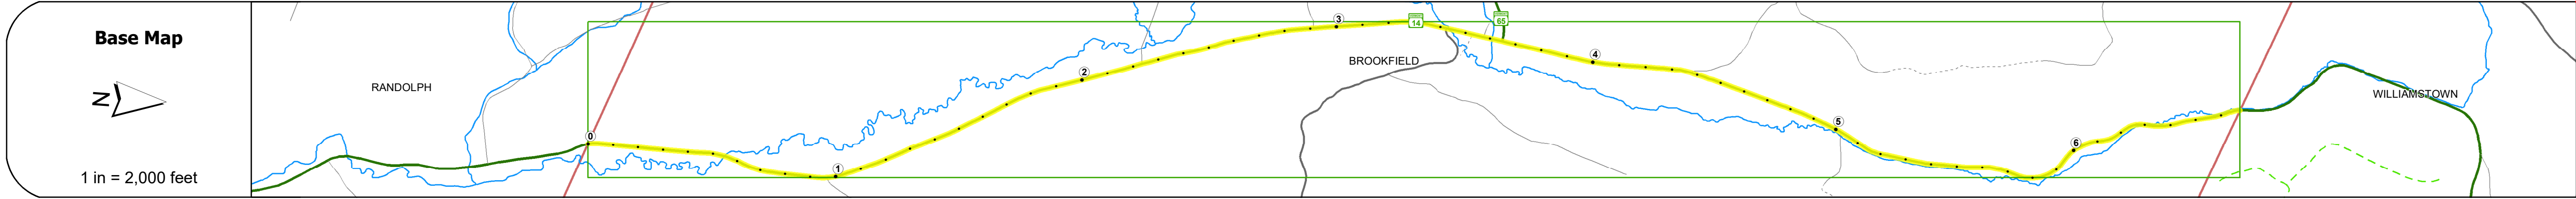 Base Map
N
1 in = 2,000 feet
RANDOLPH
0
1
2
3
14
BROOKFIELD
65
4
5
6
WILLIAMSTOWN